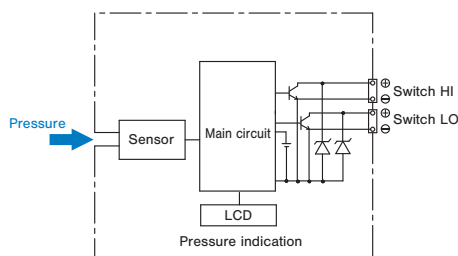 Pressure
Sensor
Main circuit
⊕
⊖
Switch HI
⊕
⊖
Switch LO
LCD
Pressure indication